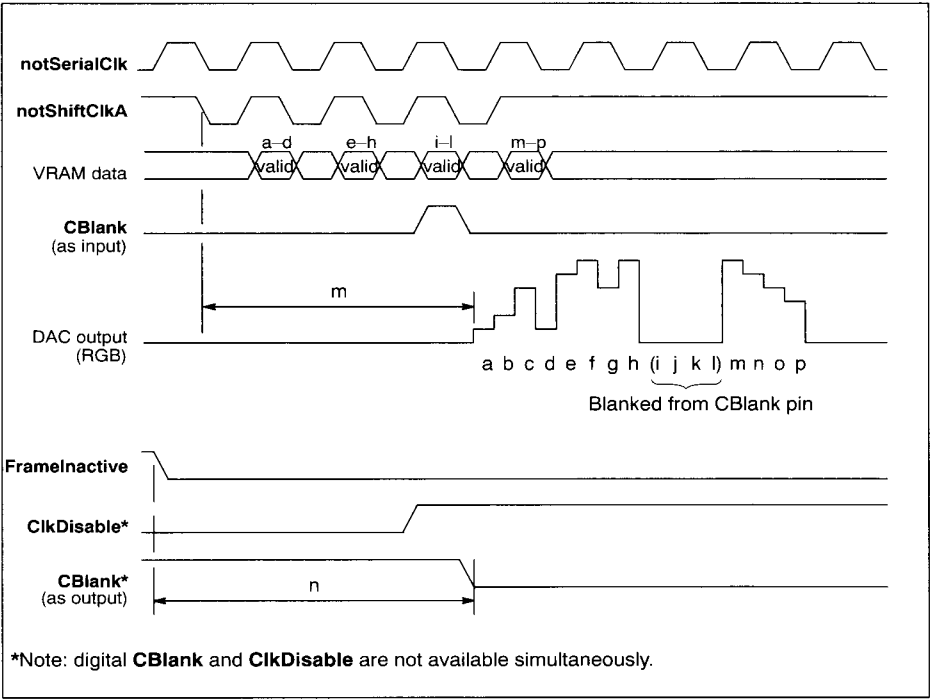 notSerialClk
notShiftClkA
a–d e–h i–l m–p
VRAM data
valid valid valid valid
CBlank
(as input)
m
DAC output
(RGB)
a b c d e f g h (i j k l) m n o p
Blanked from CBlank pin
FrameInactive
ClkDisable*
CBlank*
(as output)
n
*Note: digital CBlank and ClkDisable are not available simultaneously.